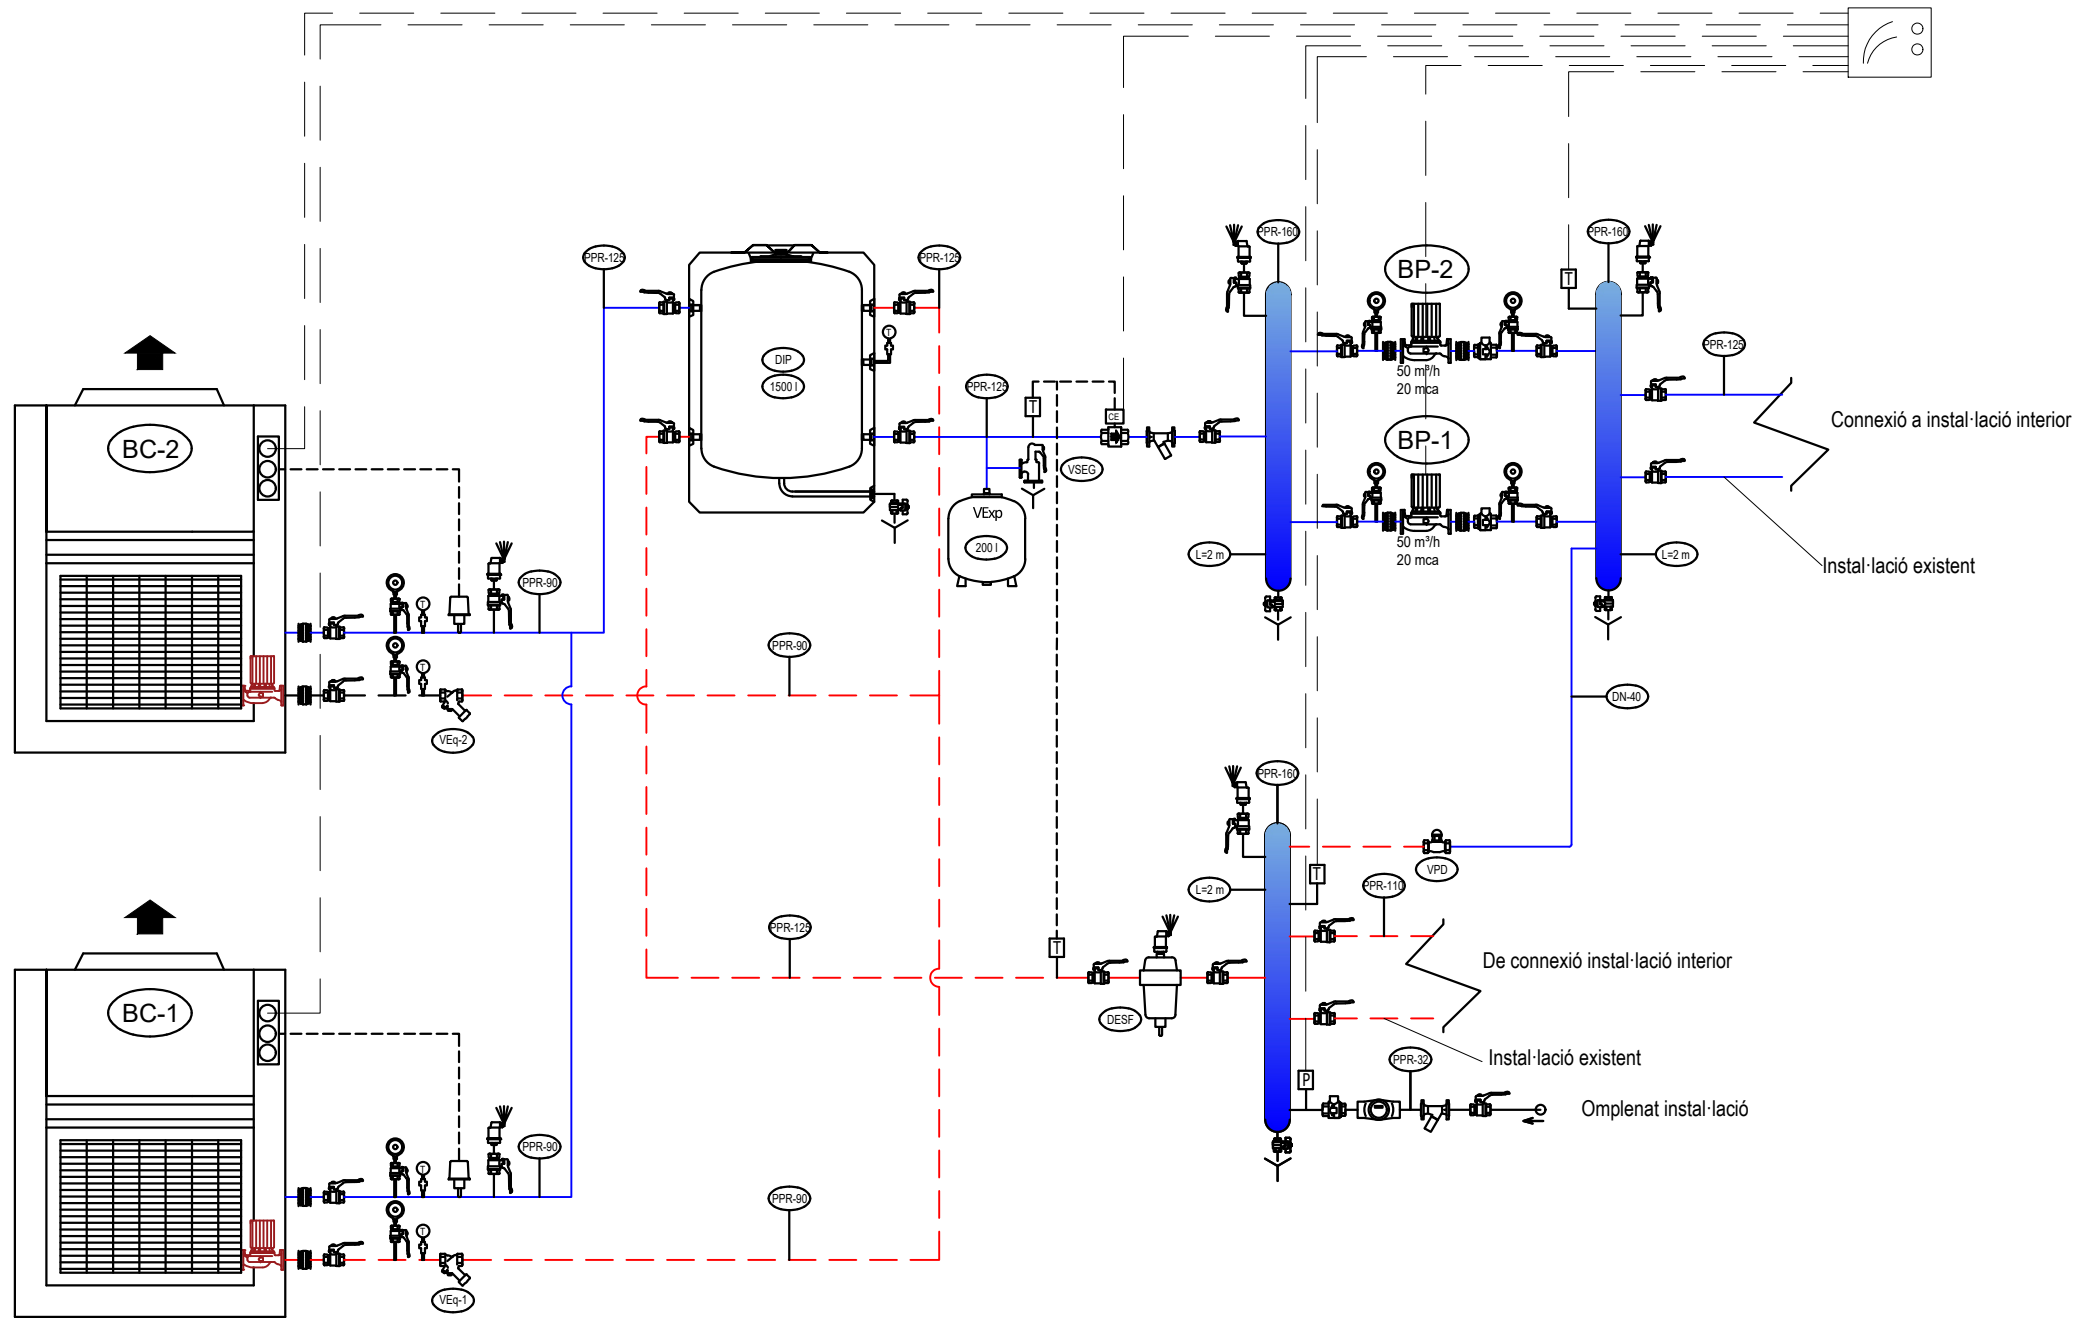 PPR-160
PPR-160
PPR-125
PPR-125
BP-2
T
T
DIP
1500 l
PPR-125
T
CE
50 m³/h
20 mca
PPR-125
Connexió a instal·lació interior
BC-2
BP-1
VSEG
VExp
200 l
50 m³/h
20 mca
L=2 m
L=2 m
Instal·lació existent
PPR-90
T
PPR-90
T
DN-40
VEq-2
PPR-160
VPD
T
L=2 m
PPR-110
PPR-125
T
De connexió instal·lació interior
BC-1
DESF
Instal·lació existent
PPR-32
P
Omplenat instal·lació
PPR-90
T
PPR-90
T
VEq-1